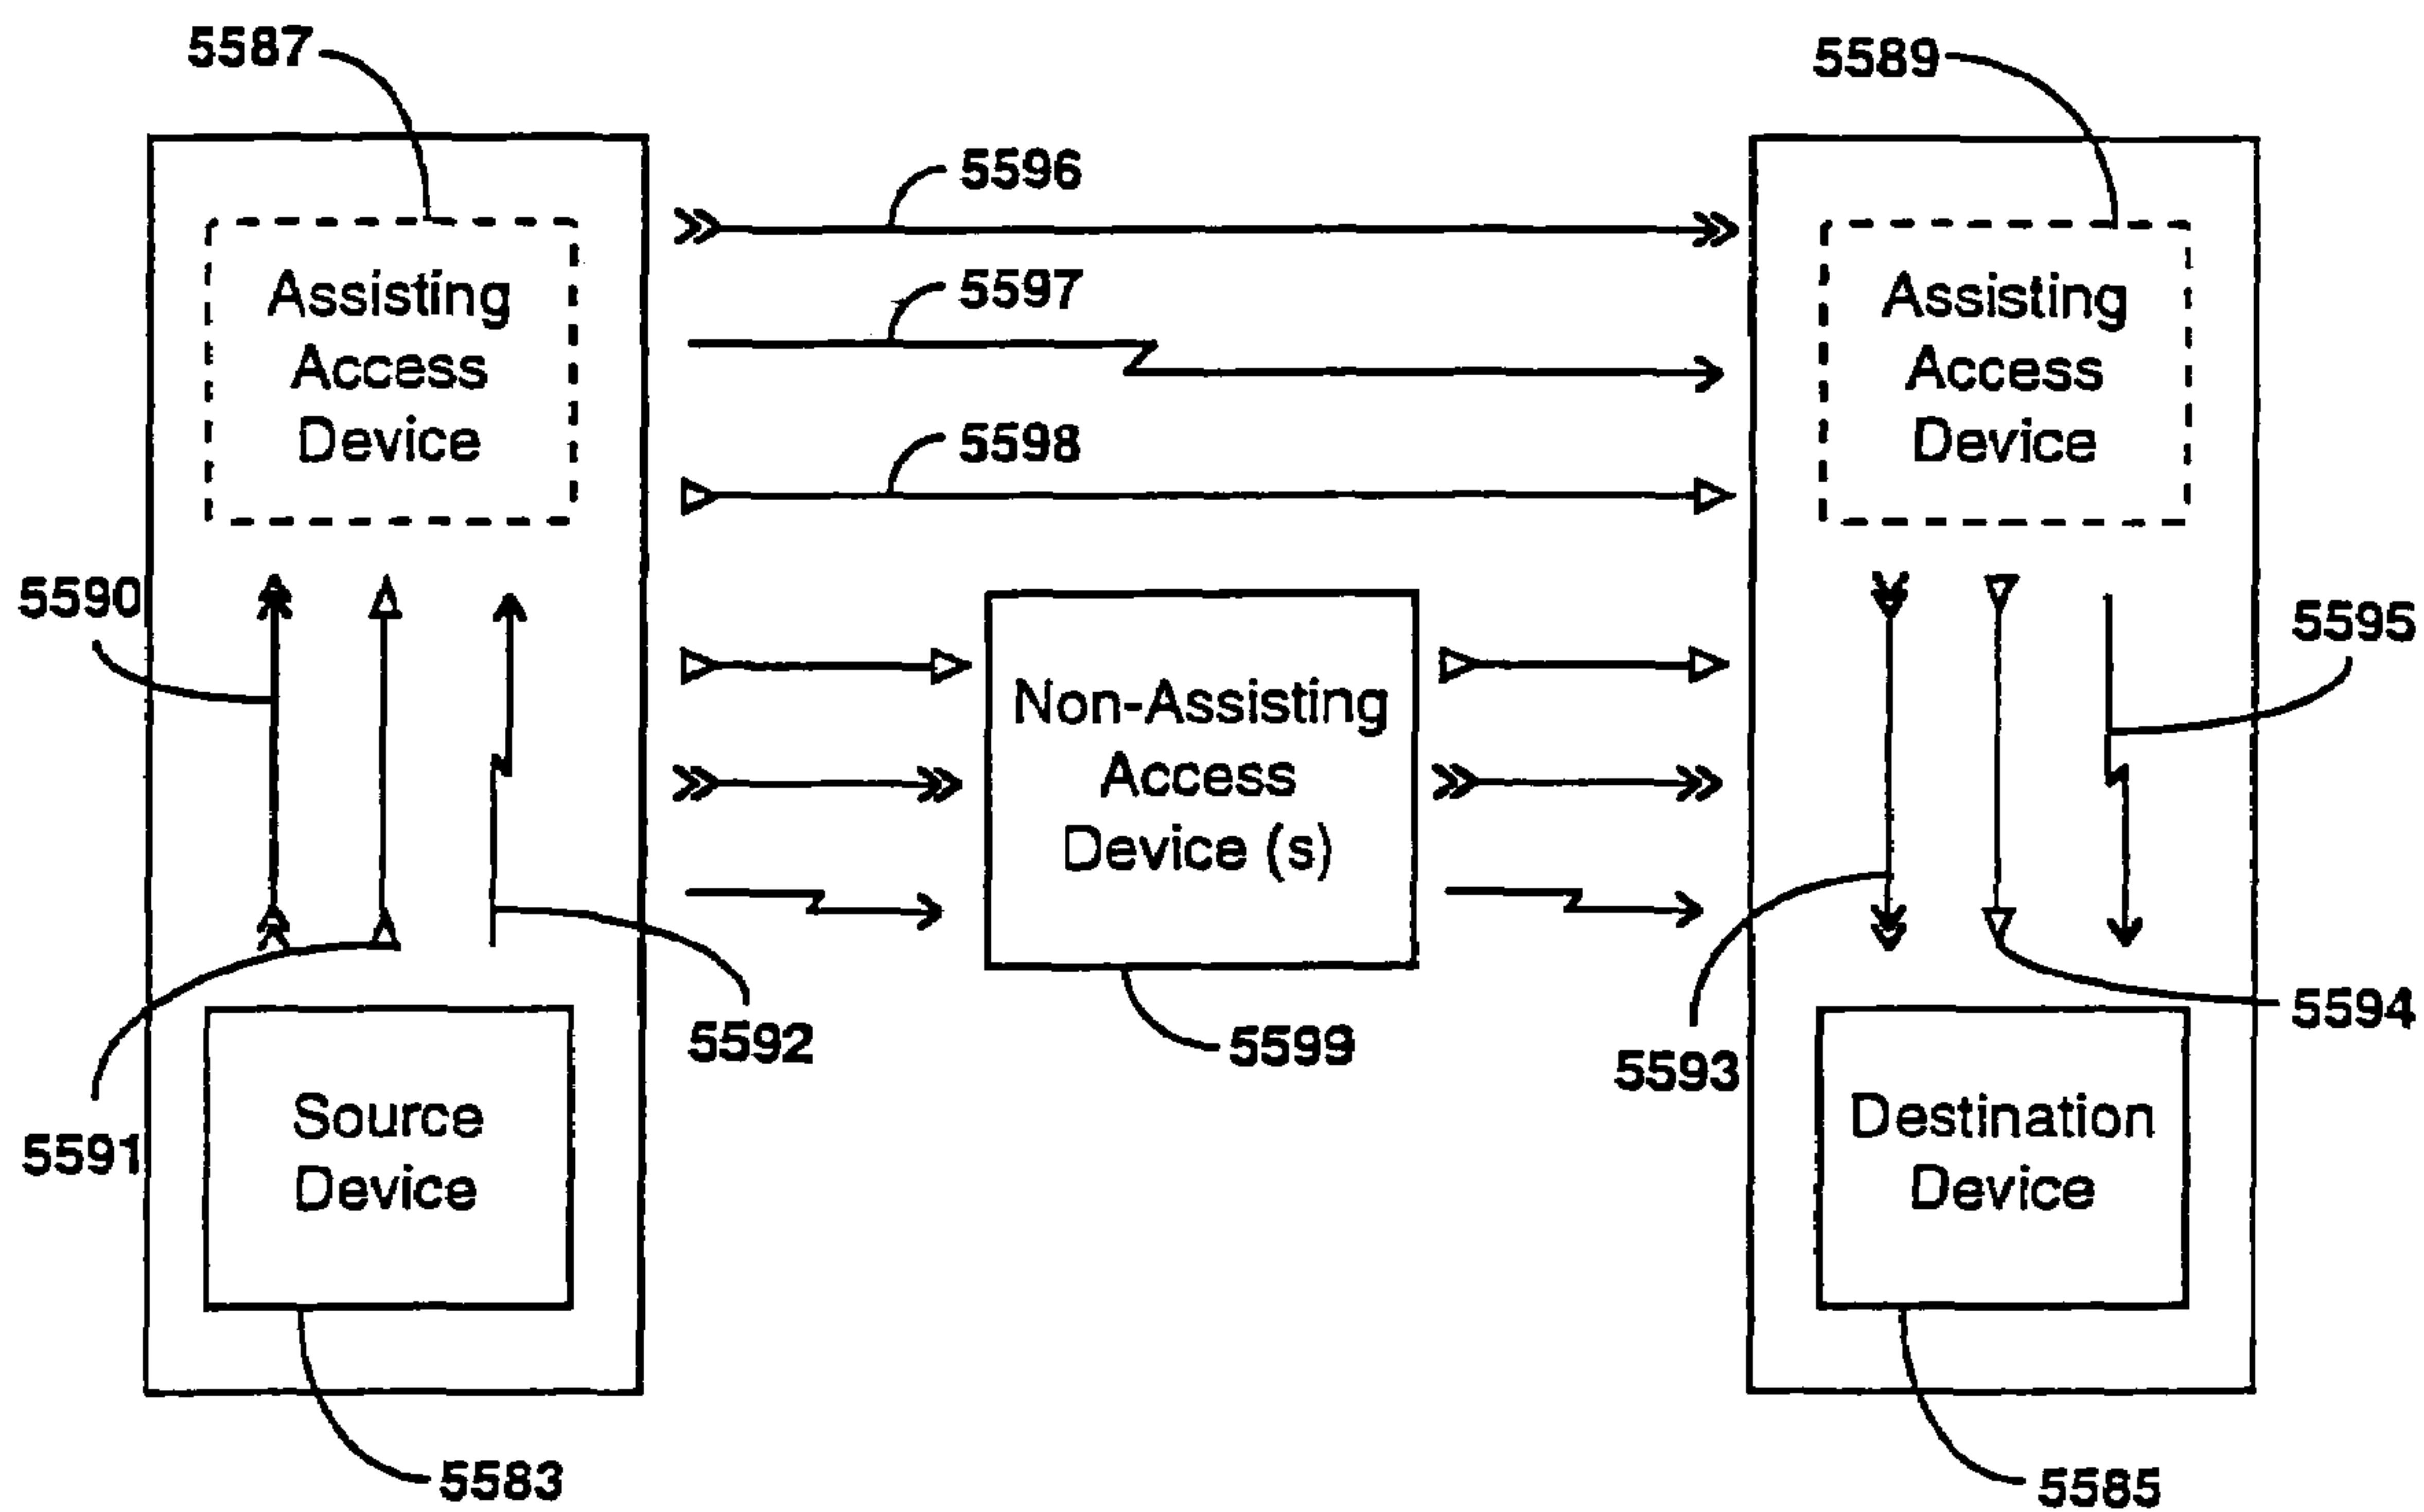 5587
5589
5596
Assisting
Access
Device
5597
Assisting
Access
Device
5598
5590
5595
Non-Assisting
Access
Device (s)
5592
5599
5593
5594
5591
Source
Device
Destination
Device
5583
5585